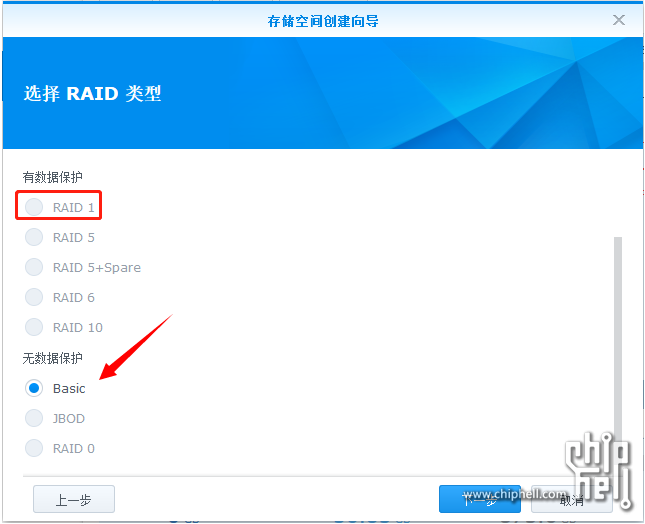 存储空间创建向导
选择 RAID 类型
有数据保护
RAID 1
RAID 5
RAID 5+Spare
RAID 6
RAID 10
无数据保护
Basic
JBOD
RAID 0
上一步
下一步
取消
chip
hell
www.chiphell.com